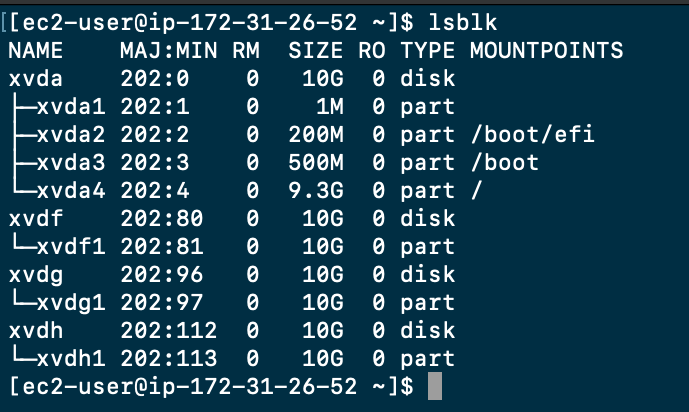 [[ec2-user@ip-172-31-26-52 ~]$ lsblk
NAME    MAJ:MIN RM  SIZE RO TYPE MOUNTPOINTS
xvda    202:0    0   10G  0 disk
├─xvda1 202:1    0    1M  0 part
├─xvda2 202:2    0  200M  0 part /boot/efi
├─xvda3 202:3    0  500M  0 part /boot
└─xvda4 202:4    0  9.3G  0 part /
xvdf    202:80   0   10G  0 disk
└─xvdf1 202:81   0   10G  0 part
xvdg    202:96   0   10G  0 disk
└─xvdg1 202:97   0   10G  0 part
xvdh    202:112  0   10G  0 disk
└─xvdh1 202:113  0   10G  0 part
[ec2-user@ip-172-31-26-52 ~]$